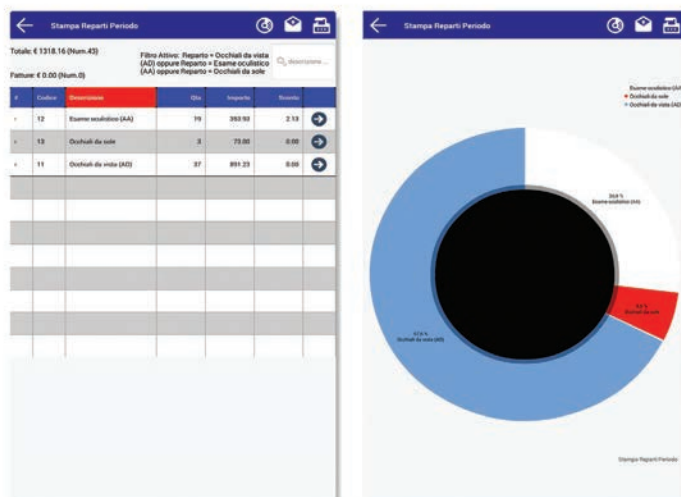 Stampa Reparti Periodo
Totale: € 1318.16 (Num.43)
Fatture: € 0.00 (Num.0)
Filtro Attivo: Reparto = Occhiali da vista
(AD) oppure Reparto = Esame oculistico
(AA) oppure Reparto = Occhiali da sole
descrizione ...
# Codice Descrizione Qta Importo Sconto
12 Esame oculistico (AA) 19 2.13
13 Occhiali da sole 3 0.00
11 Occhiali da vista (AD) 37 891.23 0.00
Stampa Reparti Periodo
Esame oculistico (AA)
Occhiali da sole
Occhiali da vista (AD)
Esame oculistico (AA)
Occhiali da sole
Occhiali da vista (AD)
Stampa Reparti Periodo